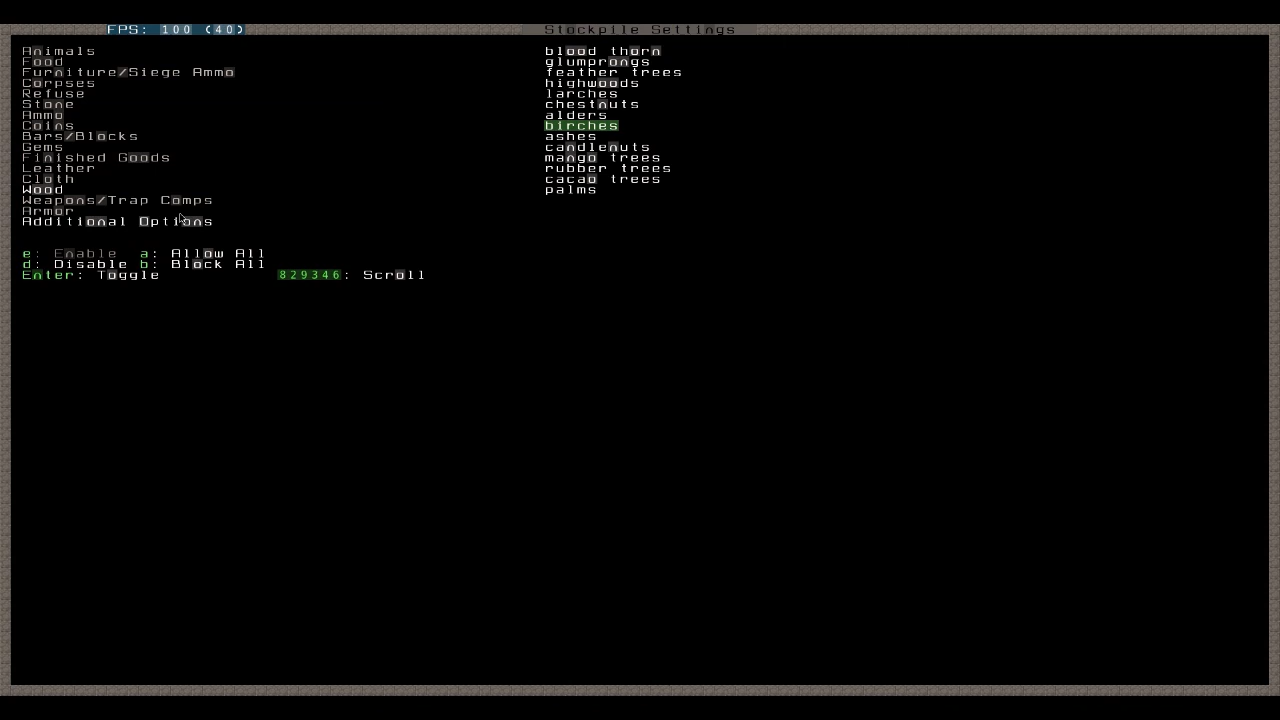 FPS: 100 (40)
Stockpile Settings
Animals
Food
Furniture/Siege Ammo
Corpses
Refuse
Stone
Ammo
Coins
Bars/Blocks
Gems
Finished Goods
Leather
Cloth
Wood
Weapons/Trap Comps
Armor
Additional Options
e: Enable a: Allow All
d: Disable b: Block All
Enter: Toggle 829346: Scroll
blood thorn
glumprongs
feather trees
highwoods
larches
chestnuts
alders
birches
ashes
candlenuts
mango trees
rubber trees
cacao trees
palms